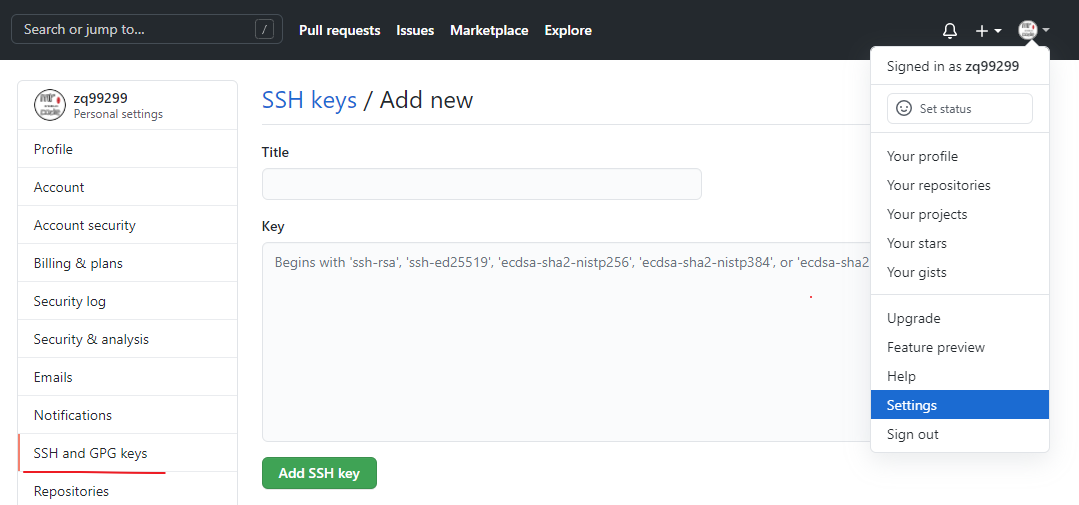 Search or jump to... /
Pull requests Issues Marketplace Explore
Signed in as zq99299
Set status
Your profile
Your repositories
Your projects
Your stars
Your gists
Upgrade
Feature preview
Help
Settings
Sign out
zq99299
Personal settings
Profile
Account
Account security
Billing & plans
Security log
Security & analysis
Emails
Notifications
SSH and GPG keys
Repositories
SSH keys / Add new
Title
Key
Begins with 'ssh-rsa', 'ssh-ed25519', 'ecdsa-sha2-nistp256', 'ecdsa-sha2-nistp384', or 'ecdsa-sha2
Add SSH key